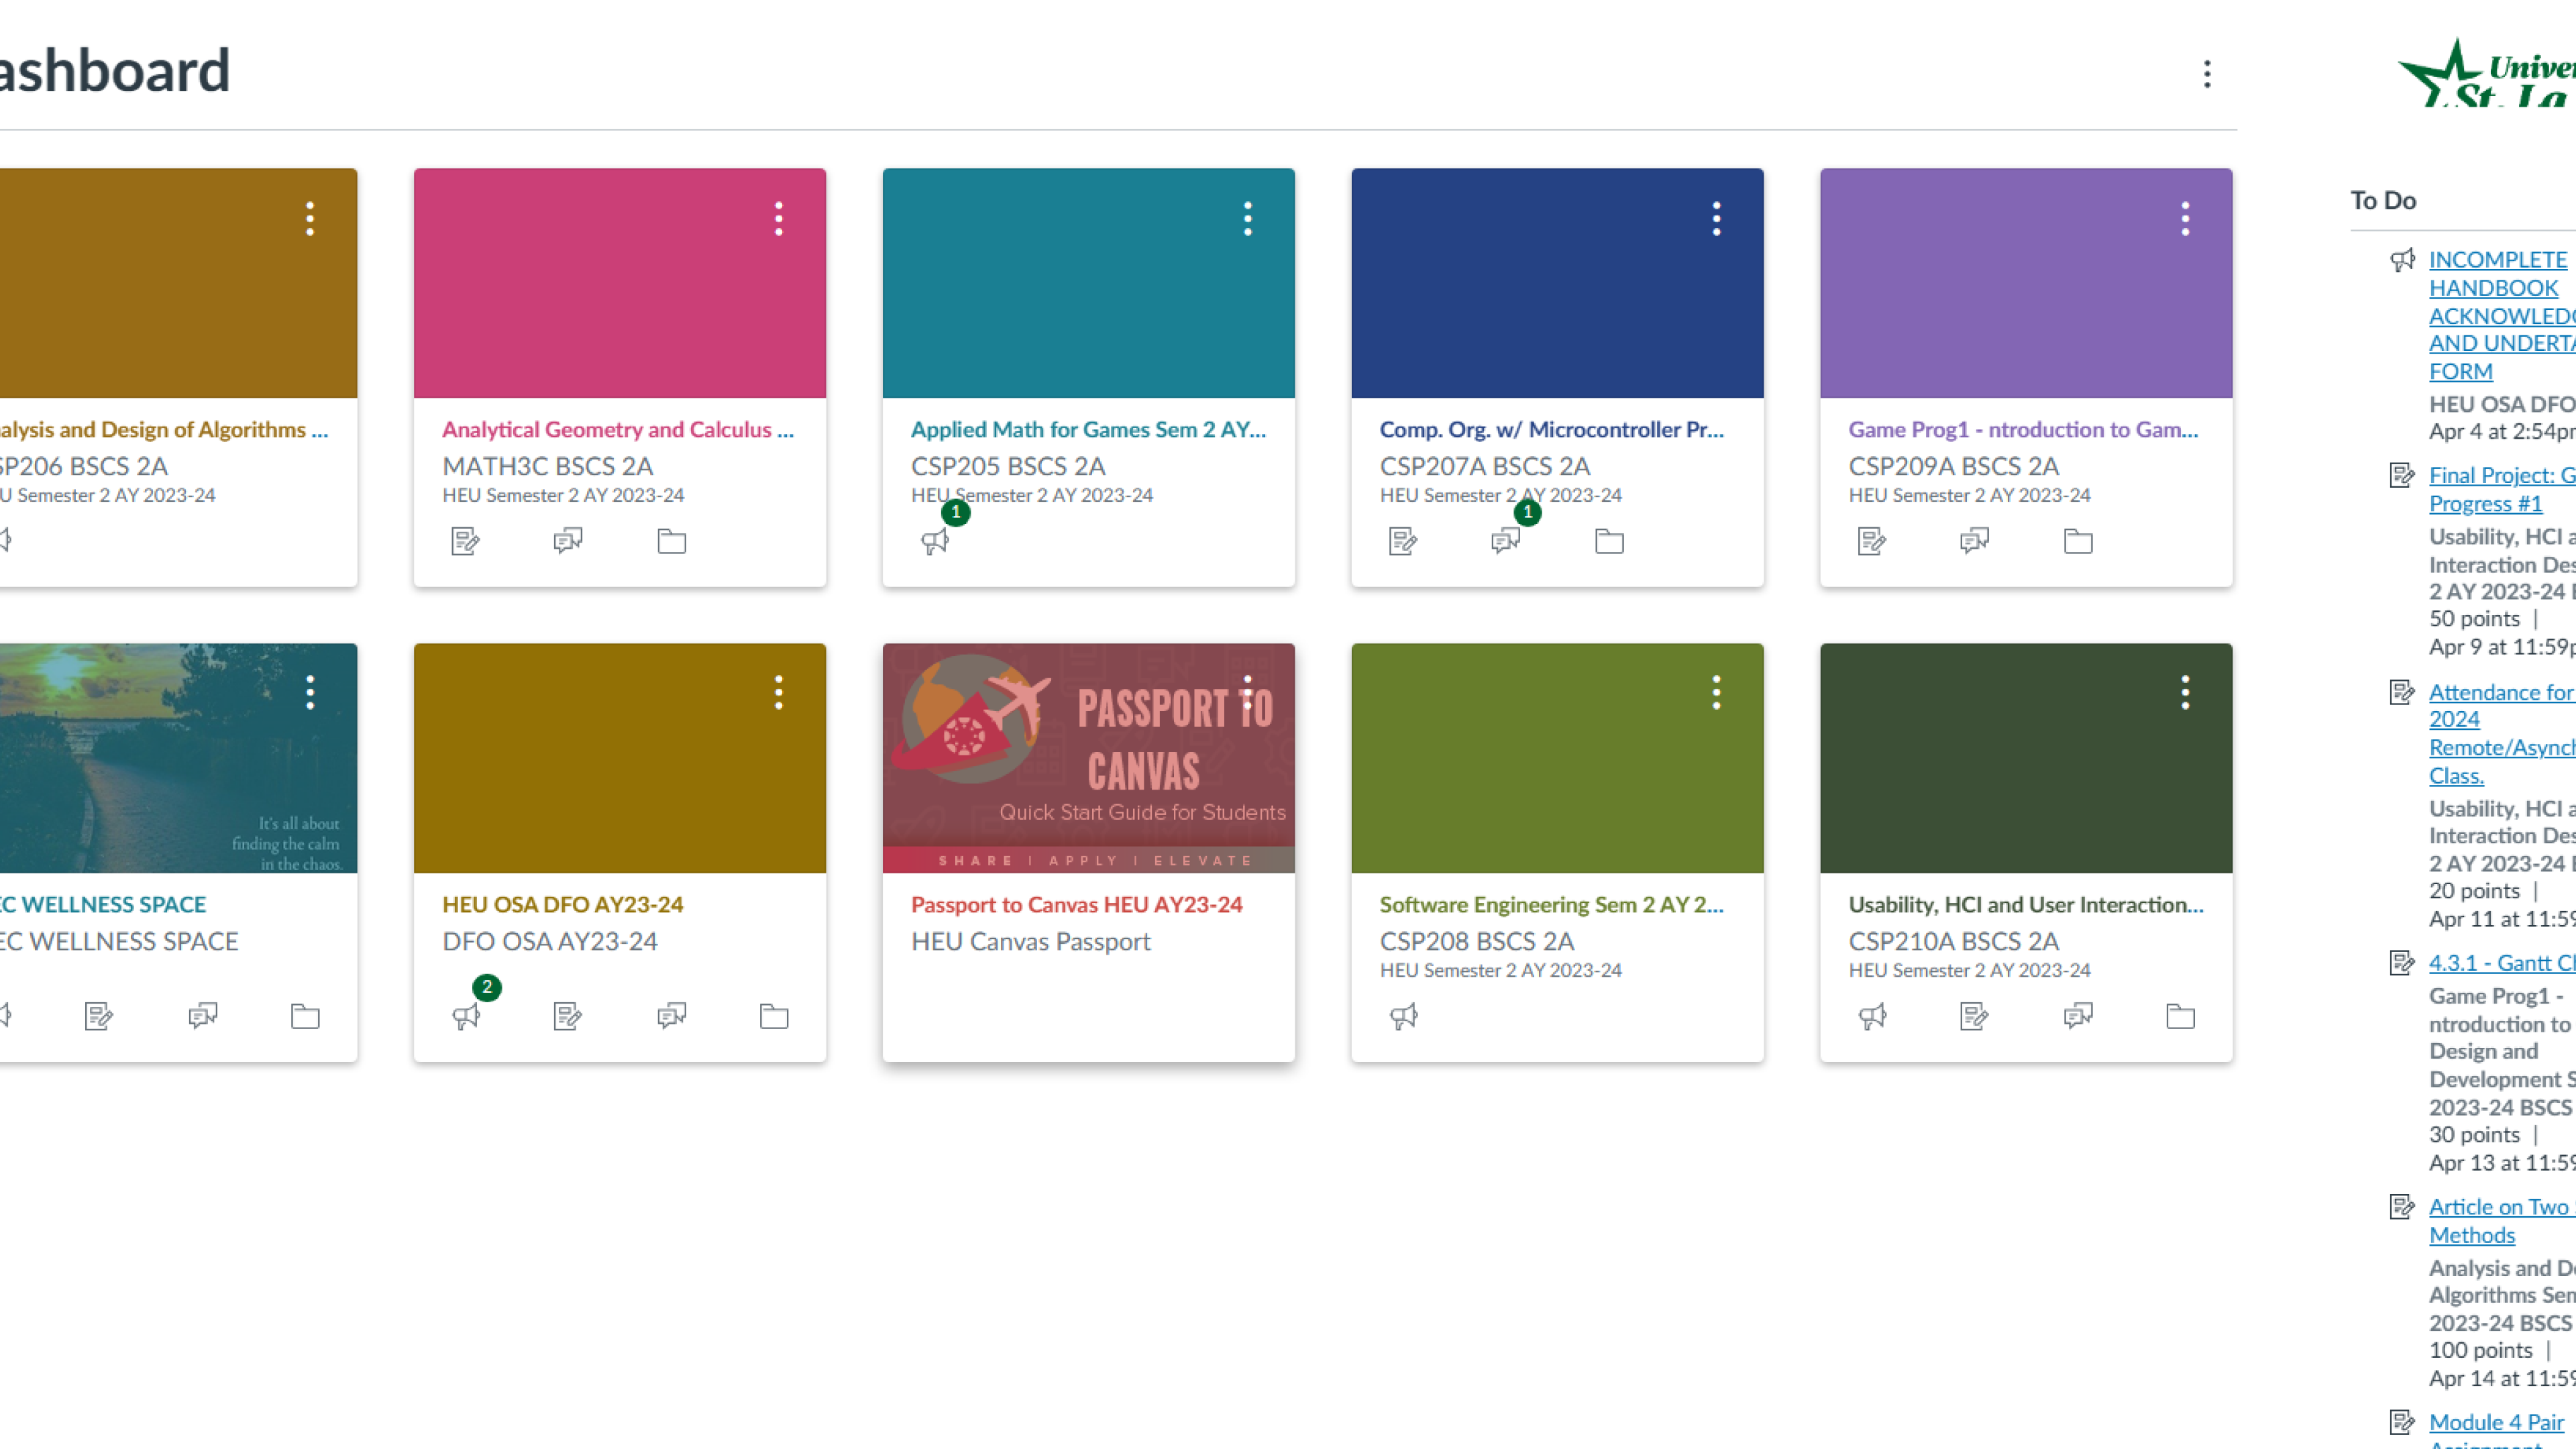 ashboard
Univer
St. La
alysis and Design of Algorithms ...
SP206 BSCS 2A
U Semester 2 AY 2023-24
Analytical Geometry and Calculus ...
MATH3C BSCS 2A
HEU Semester 2 AY 2023-24
Applied Math for Games Sem 2 AY...
CSP205 BSCS 2A
HEU Semester 2 AY 2023-24
1
Comp. Org. w/ Microcontroller Pr...
CSP207A BSCS 2A
HEU Semester 2 AY 2023-24
1
Game Prog1 - ntroduction to Gam...
CSP209A BSCS 2A
HEU Semester 2 AY 2023-24
It's all about
finding the calm
in the chaos.
EC WELLNESS SPACE
EC WELLNESS SPACE
HEU OSA DFO AY23-24
DFO OSA AY23-24
2
PASSPORT TO
CANVAS
Quick Start Guide for Students
SHARE | APPLY | ELEVATE
Passport to Canvas HEU AY23-24
HEU Canvas Passport
Software Engineering Sem 2 AY 2...
CSP208 BSCS 2A
HEU Semester 2 AY 2023-24
Usability, HCI and User Interaction...
CSP210A BSCS 2A
HEU Semester 2 AY 2023-24
To Do
INCOMPLETE
HANDBOOK
ACKNOWLEDG
AND UNDERTA
FORM
HEU OSA DFO
Apr 4 at 2:54pm
Final Project: G
Progress #1
Usability, HCI a
Interaction Des
2 AY 2023-24 B
50 points |
Apr 9 at 11:59p
Attendance for
2024
Remote/Asynch
Class.
Usability, HCI a
Interaction Des
2 AY 2023-24 B
20 points |
Apr 11 at 11:59
4.3.1 - Gantt Ch
Game Prog1 -
ntroduction to
Design and
Development S
2023-24 BSCS
30 points |
Apr 13 at 11:59
Article on Two
Methods
Analysis and De
Algorithms Sem
2023-24 BSCS
100 points |
Apr 14 at 11:59
Module 4 Pair